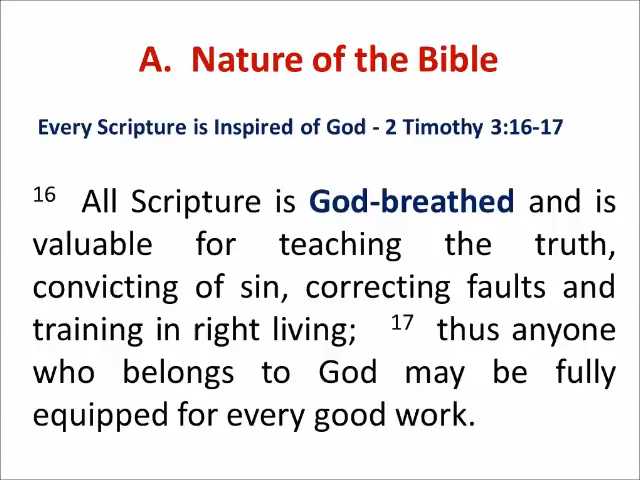 A. Nature of the Bible
Every Scripture is Inspired of God - 2 Timothy 3:16-17
16 All Scripture is God-breathed and is
valuable for teaching the truth,
convicting of sin, correcting faults and
training in right living; 17 thus anyone
who belongs to God may be fully
equipped for every good work.